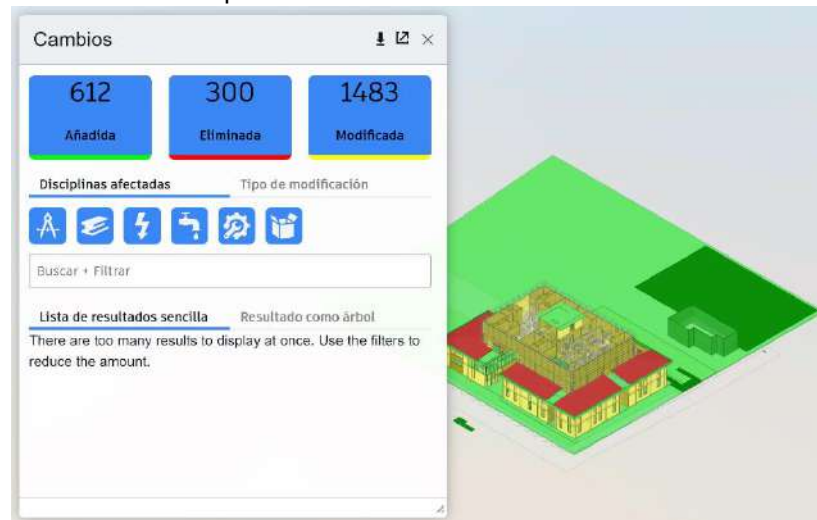 Cambios
612 300 1483
Añadida Eliminada Modificada
Disciplinas afectadas Tipo de modificación
Buscar + Filtrar
Lista de resultados sencilla Resultado como árbol
There are too many results to display at once. Use the filters to
reduce the amount.